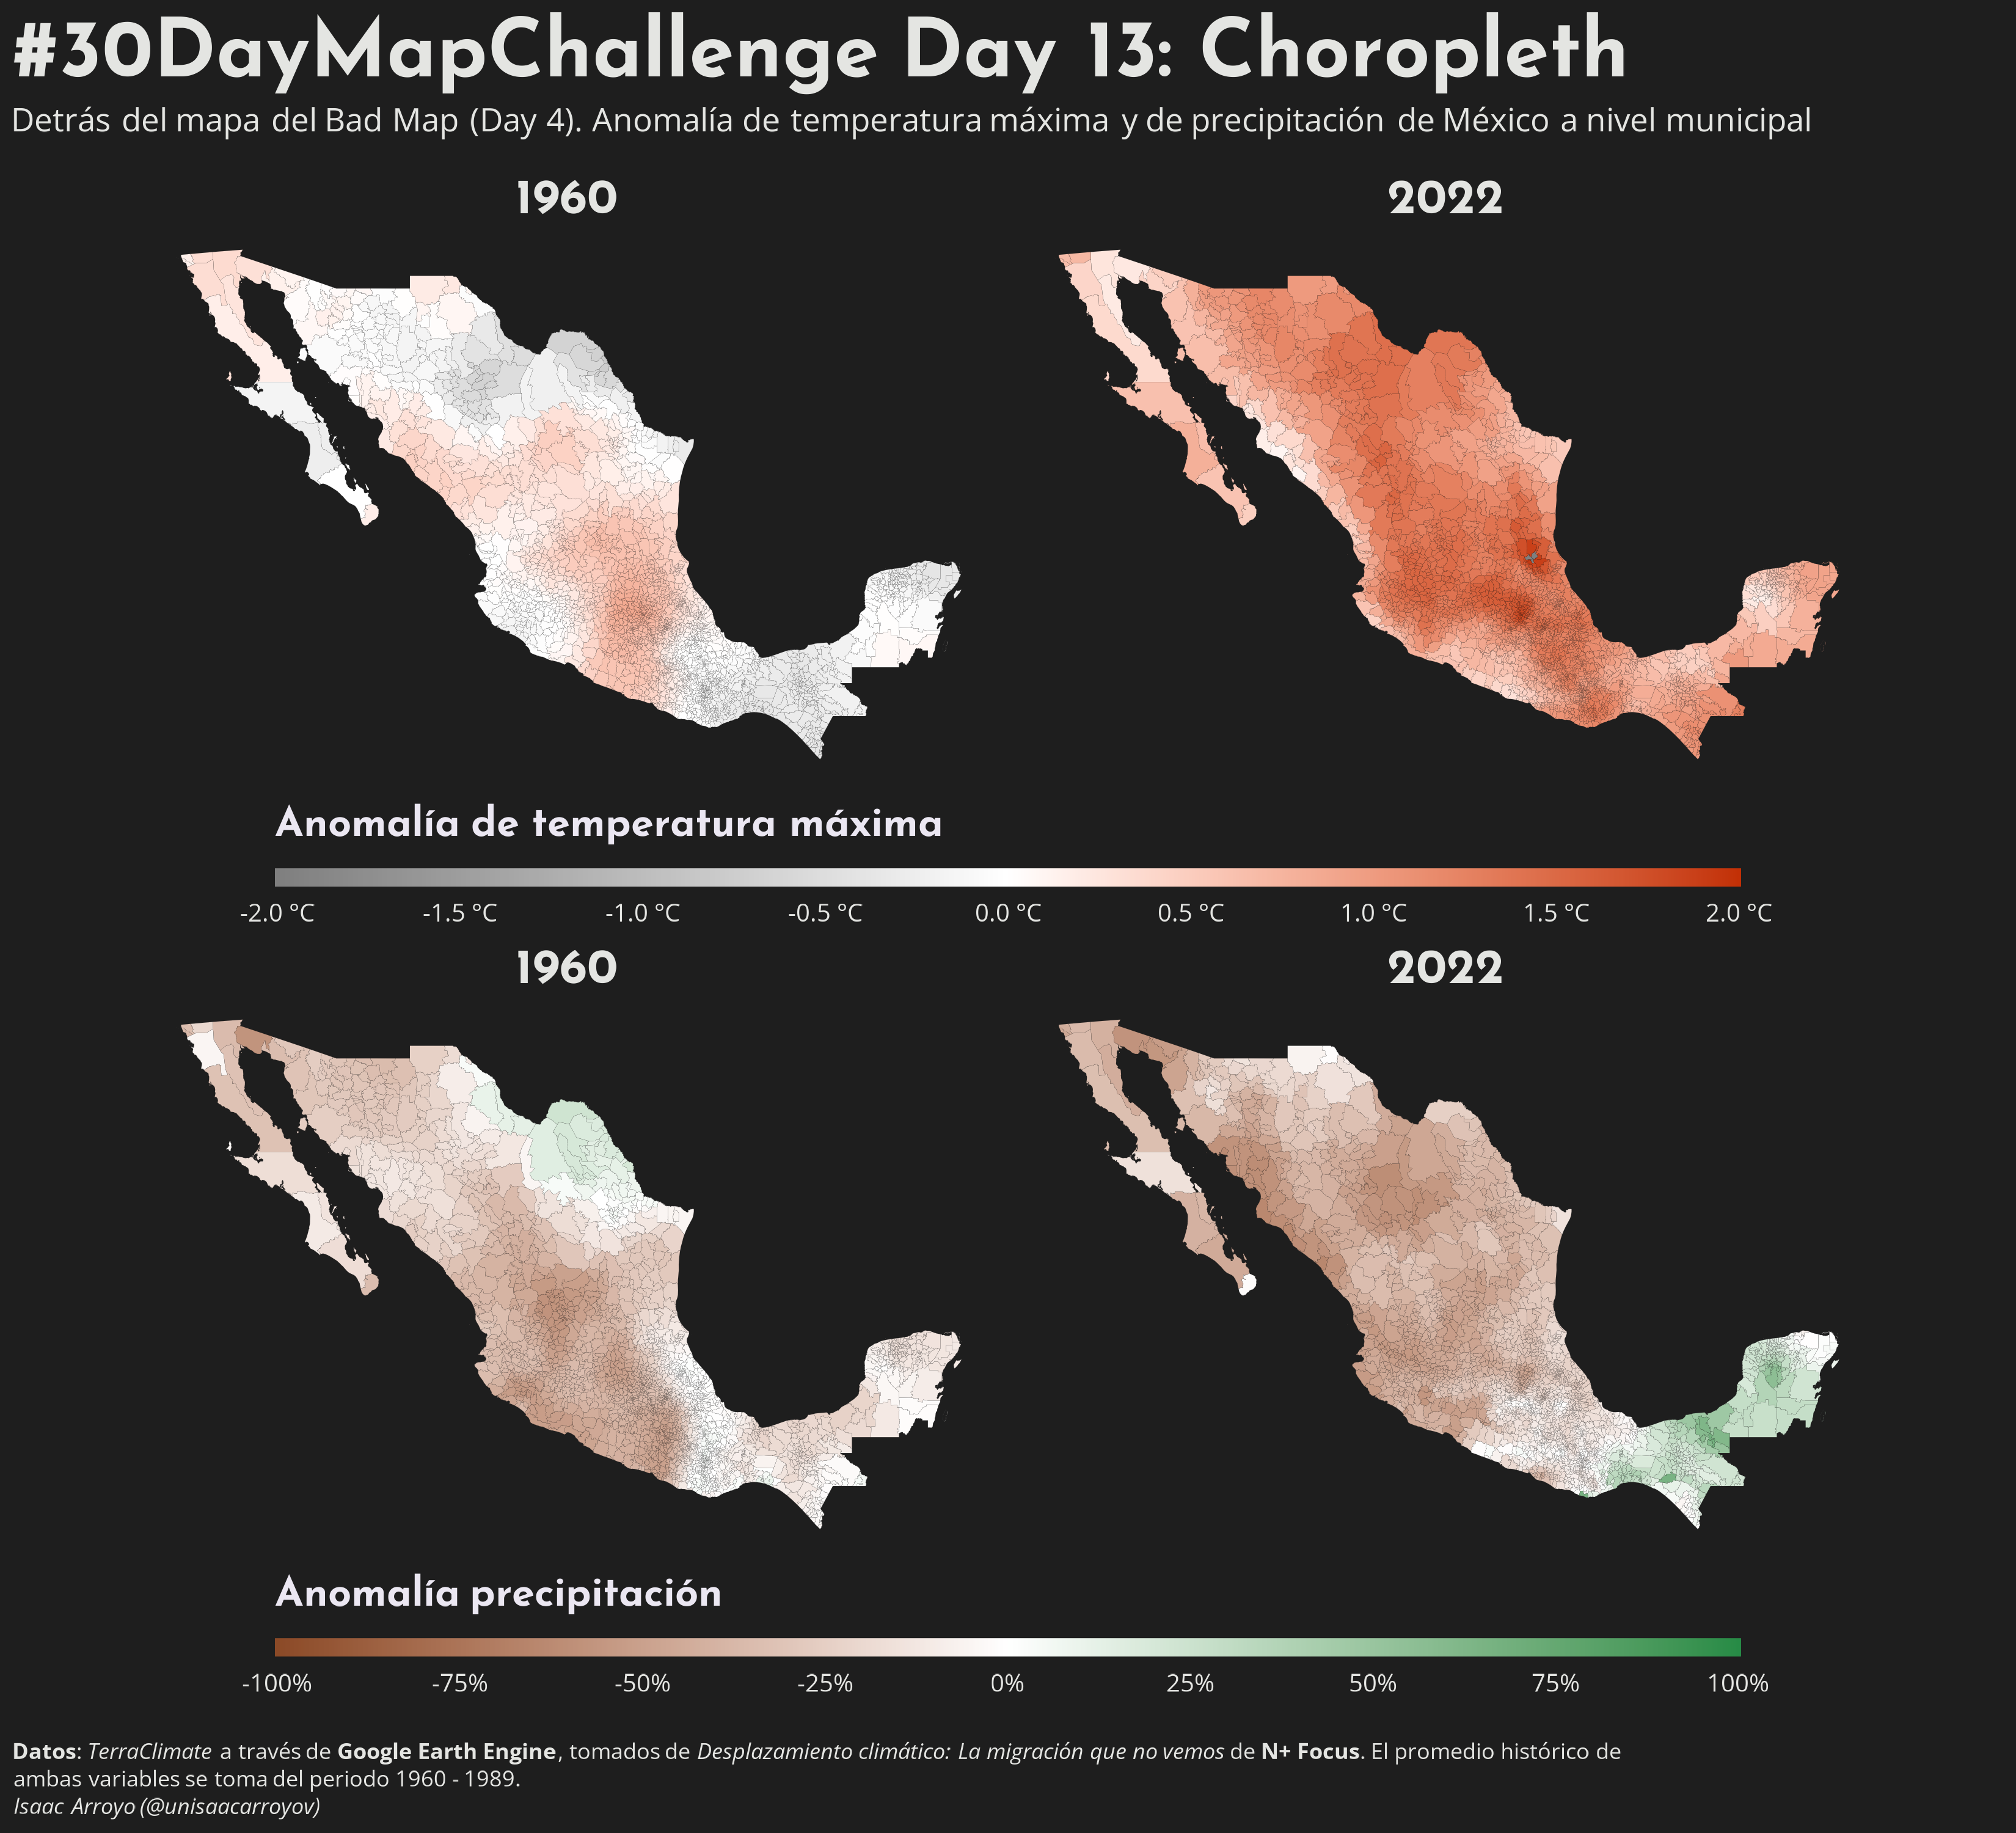 #30DayMapChallenge Day 13: Choropleth
Detrás del mapa del Bad Map (Day 4). Anomalía de temperatura máxima y de precipitación de México a nivel municipal
1960
2022
Anomalía de temperatura máxima
-2.0 °C
-1.5 °C
-1.0 °C
-0.5 °C
0.0 °C
0.5 °C
1.0 °C
1.5 °C
2.0 °C
1960
2022
Anomalía precipitación
-100%
-75%
-50%
-25%
0%
25%
50%
75%
100%
Datos: TerraClimate a través de Google Earth Engine, tomados de Desplazamiento climático: La migración que no vemos de N+ Focus. El promedio histórico de
ambas variables se toma del periodo 1960 - 1989.
Isaac Arroyo (@unisaacarroyov)